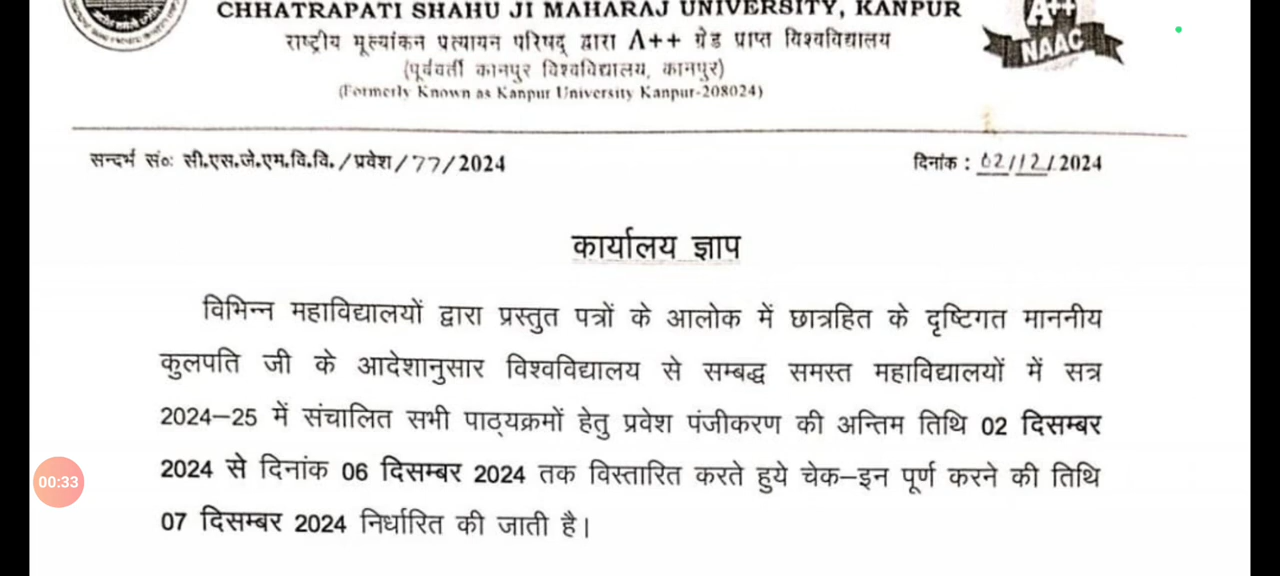 CHHATRAPATI SHAHU JI MAHARAJ UNIVERSITY, KANPUR
राष्ट्रीय मूल्यांकन प्रत्यायन परिषद् द्वारा A++ ग्रेड प्राप्त विश्वविद्यालय
A++
NAAC
(पूर्ववर्ती कानपुर विश्वविद्यालय, कानपुर)
(Formerly Known as Kanpur University Kanpur-208024)
सन्दर्भ सं०: सी.एस.जे.एम.वि.वि./प्रवेश/77/2024
दिनांक : 02/12/2024
कार्यालय ज्ञाप
विभिन्न महाविद्यालयों द्वारा प्रस्तुत पत्रों के आलोक में छात्रहित के दृष्टिगत माननीय
कुलपति जी के आदेशानुसार विश्वविद्यालय से सम्बद्ध समस्त महाविद्यालयों में सत्र
2024–25 में संचालित सभी पाठ्यक्रमों हेतु प्रवेश पंजीकरण की अन्तिम तिथि 02 दिसम्बर
2024 से दिनांक 06 दिसम्बर 2024 तक विस्तारित करते हुये चेक–इन पूर्ण करने की तिथि
00:33
07 दिसम्बर 2024 निर्धारित की जाती है।